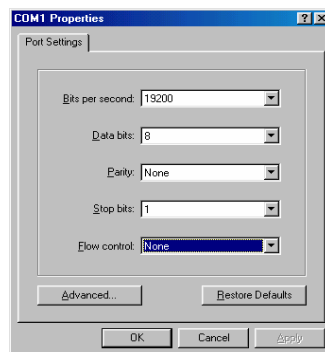 COM1 Properties
Port Settings
Bits per second: 19200
Data bits: 8
Parity: None
Stop bits: 1
Flow control: None
Advanced... Restore Defaults
OK Cancel Apply